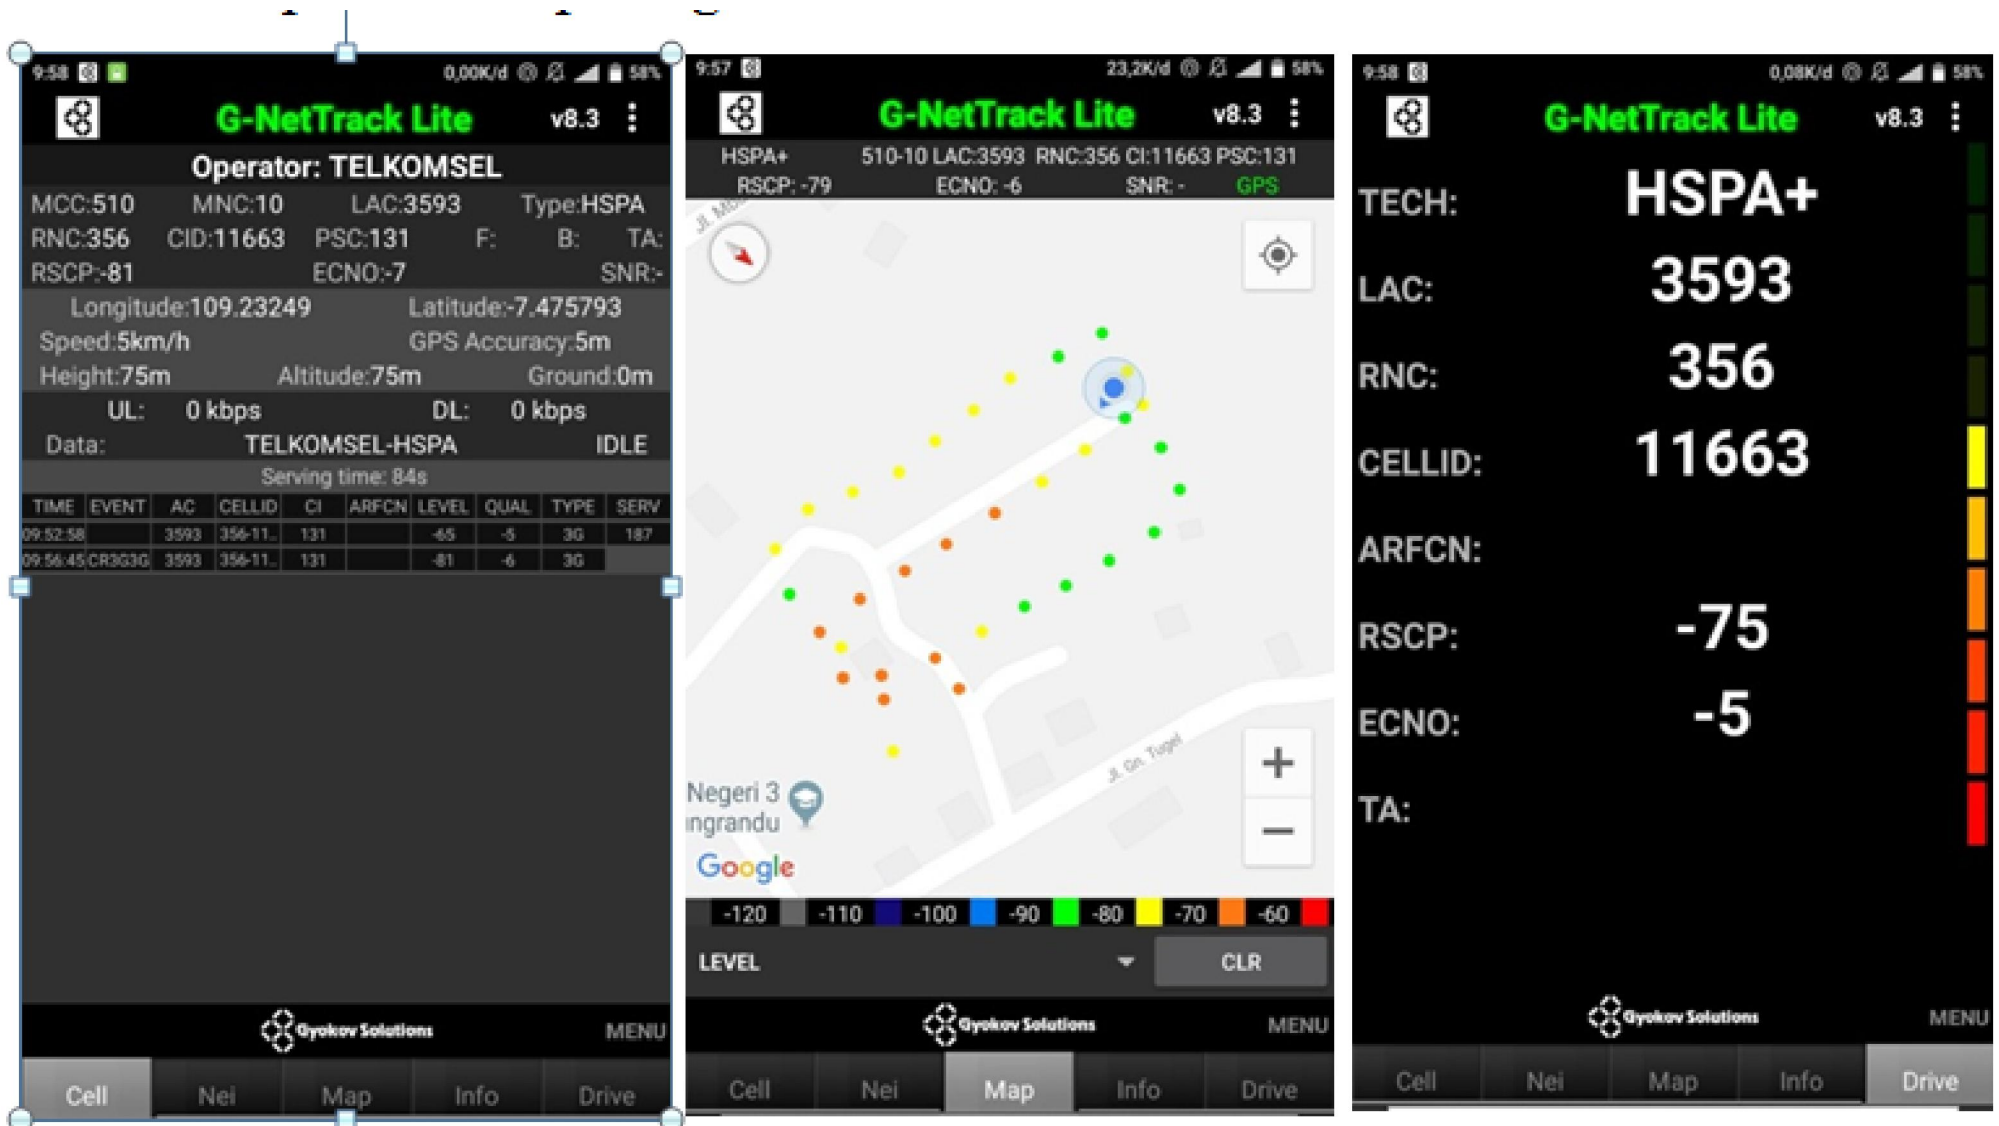 9:58 0,00K/d 58%
G-NetTrack Lite v8.3
Operator: TELKOMSEL
MCC:510 MNC:10 LAC:3593 Type:HSPA
RNC:356 CID:11663 PSC:131 F: B: TA:
RSCP:-81 ECNO:-7 SNR:-
Longitude:109.23249 Latitude:-7.475793
Speed:5km/h GPS Accuracy:5m
Height:75m Altitude:75m Ground:0m
UL: 0 kbps DL: 0 kbps
Data: TELKOMSEL-HSPA IDLE
Serving time: 84s
TIME EVENT AC CELLID CI ARFCN LEVEL QUAL TYPE SERV
09:52:58 3593 356-11.. 131 -65 -5 3G 187
09:56:45 CR3G3G 3593 356-11.. 131 -81 -6 3G
Gyokov Solutions MENU
Cell Nei Map Info Drive
9:57 23,2K/d 58%
G-NetTrack Lite v8.3
HSPA+ 510-10 LAC:3593 RNC:356 CI:11663 PSC:131
RSCP: -79 ECNO: -6 SNR: - GPS
Jl. Gn. Tugel
Negeri 3
ngrandu
Google
-120 -110 -100 -90 -80 -70 -60
LEVEL CLR
Gyokov Solutions MENU
Cell Nei Map Info Drive
9:58 0,08K/d 58%
G-NetTrack Lite v8.3
TECH: HSPA+
LAC: 3593
RNC: 356
CELLID: 11663
ARFCN:
RSCP: -75
ECNO: -5
TA:
Gyokov Solutions MENU
Cell Nei Map Info Drive